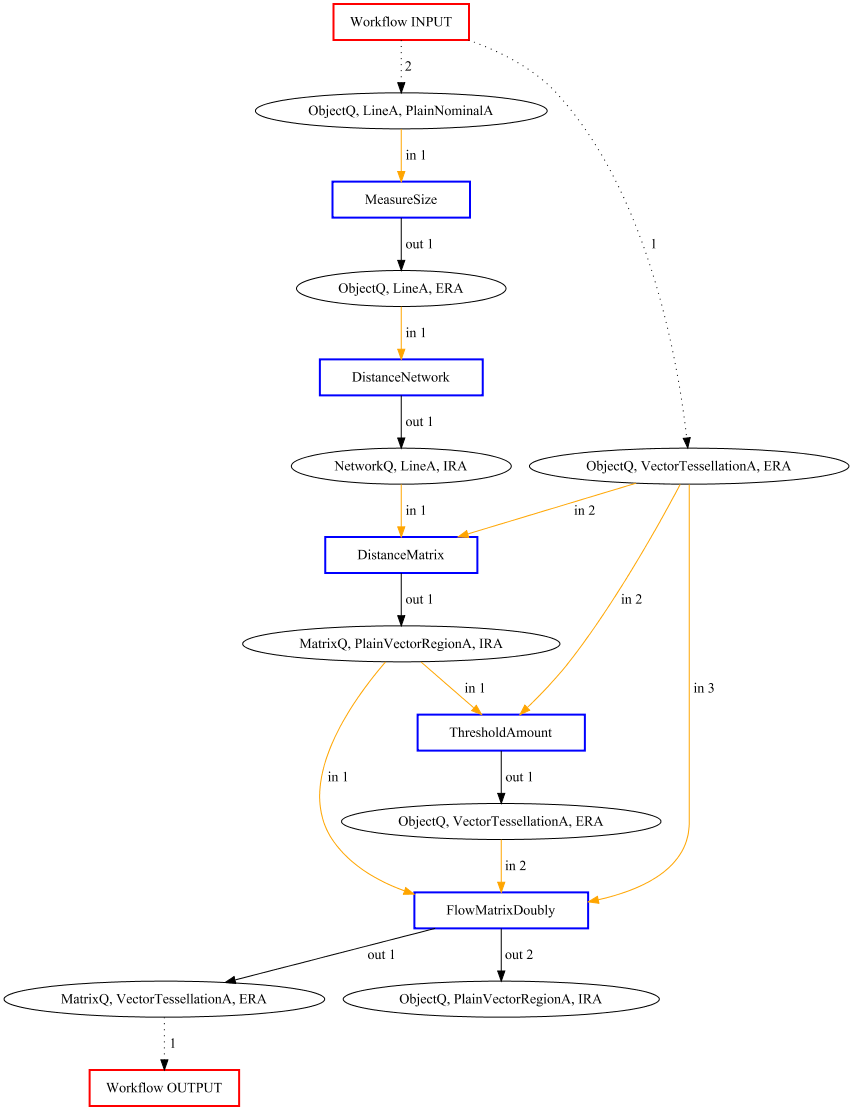 Workflow INPUT
2
ObjectQ, LineA, PlainNominalA
in 1
MeasureSize
1
out 1
ObjectQ, LineA, ERA
in 1
DistanceNetwork
out 1
NetworkQ, LineA, IRA
ObjectQ, VectorTessellationA, ERA
in 1
in 2
DistanceMatrix
out 1
in 2
MatrixQ, PlainVectorRegionA, IRA
in 1
in 3
ThresholdAmount
in 1
out 1
ObjectQ, VectorTessellationA, ERA
in 2
FlowMatrixDoubly
out 1
out 2
MatrixQ, VectorTessellationA, ERA
ObjectQ, PlainVectorRegionA, IRA
1
Workflow OUTPUT